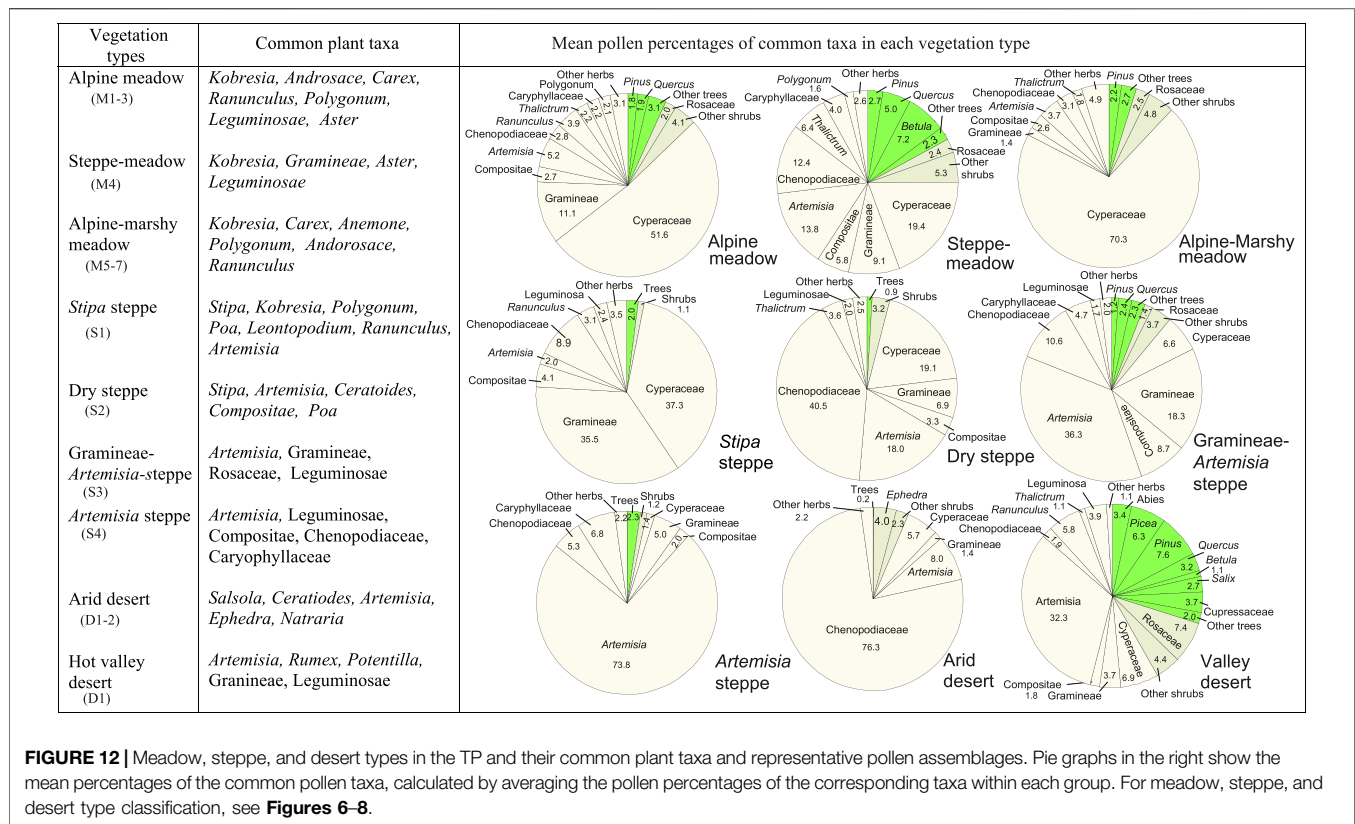 Vegetation types
Common plant taxa
Mean pollen percentages of common taxa in each vegetation type
Alpine meadow
(M1-3)
Kobresia, Androsace, Carex,
Ranunculus, Polygonum,
Leguminosae, Aster
Steppe-meadow
(M4)
Kobresia, Gramineae, Aster,
Leguminosae
Alpine-marshy
meadow
(M5-7)
Kobresia, Carex, Anemone,
Polygonum, Andorosace,
Ranunculus
Stipa steppe
(S1)
Stipa, Kobresia, Polygonum,
Poa, Leontopodium, Ranunculus,
Artemisia
Dry steppe
(S2)
Stipa, Artemisia, Ceratoides,
Compositae, Poa
Gramineae-
Artemisia-steppe
(S3)
Artemisia, Gramineae,
Rosaceae, Leguminosae
Artemisia steppe
(S4)
Artemisia, Leguminosae,
Compositae, Chenopodiaceae,
Caryophyllaceae
Arid desert
(D1-2)
Salsola, Ceratiodes, Artemisia,
Ephedra, Natraria
Hot valley
desert
(D1)
Artemisia, Rumex, Potentilla,
Granineae, Leguminosae
Other herbs 3.1
Pinus 1.8
Quercus 1.9
Other trees 3.1
Rosaceae 2.0
Other shrubs 4.1
Cyperaceae 51.6
Gramineae 11.1
Compositae 2.7
Artemisia 5.2
Chenopodiaceae 2.8
Ranunculus 3.9
Thalictrum 2.2
Caryophyllaceae 2.2
Polygonum 2.1
Alpine
meadow
Other herbs 2.6
Pinus 2.7
Quercus 5.0
Betula 7.2
Other trees 2.3
Rosaceae 2.4
Other shrubs 5.3
Cyperaceae 19.4
Gramineae 9.1
Compositae 5.8
Artemisia 13.8
Chenopodiaceae 12.4
Thalictrum 6.4
Caryophyllaceae 4.0
Polygonum 1.6
Steppe-
meadow
Other herbs 4.9
Pinus 2.2
Other trees 2.7
Rosaceae 2.5
Other shrubs 4.8
Cyperaceae 70.3
Gramineae 1.4
Compositae 2.6
Artemisia 3.7
Chenopodiaceae 3.1
Thalictrum
Alpine-Marshy
meadow
Other herbs 3.5
Trees 2.0
Shrubs 1.1
Cyperaceae 37.3
Gramineae 35.5
Compositae 4.1
Artemisia 2.0
Chenopodiaceae 8.9
Ranunculus 3.1
Leguminosa 2.4
Stipa
steppe
Other herbs 2.5
Trees 0.9
Shrubs 3.2
Cyperaceae 19.1
Gramineae 6.9
Compositae 3.3
Artemisia 18.0
Chenopodiaceae 40.5
Thalictrum 3.6
Leguminosae 2.0
Dry steppe
Other herbs 2.0
Pinus 1.2
Quercus 2.4
Other trees 2.3
Rosaceae 1.4
Other shrubs 3.7
Cyperaceae 6.6
Gramineae 18.3
Compositae 8.7
Artemisia 36.3
Chenopodiaceae 10.6
Caryophyllaceae 4.7
Leguminosae 1.7
Gramineae-
Artemisia
steppe
Other herbs 2.2
Trees 2.3
Shrubs 1.2
Cyperaceae 1.4
Gramineae 5.0
Compositae 2.0
Artemisia 73.8
Chenopodiaceae 5.3
Caryophyllaceae 6.8
Artemisia
steppe
Other herbs 2.2
Trees 0.2
Ephedra 4.0
Other shrubs 2.3
Cyperaceae 5.7
Gramineae 1.4
Artemisia 8.0
Chenopodiaceae 76.3
Arid
desert
Other herbs 1.1
Abies 3.4
Picea 6.3
Pinus 7.6
Quercus 3.2
Betula 1.1
Salix 2.7
Cupressaceae 3.7
Other trees 2.0
Rosaceae 7.4
Other shrubs 4.4
Cyperaceae 6.9
Gramineae 3.7
Compositae 1.8
Artemisia 32.3
Chenopodiaceae 1.9
Ranunculus 5.8
Thalictrum 1.1
Leguminosa 3.9
Valley
desert
FIGURE 12 | Meadow, steppe, and desert types in the TP and their common plant taxa and representative pollen assemblages. Pie graphs in the right show the
mean percentages of the common pollen taxa, calculated by averaging the pollen percentages of the corresponding taxa within each group. For meadow, steppe, and
desert type classification, see Figures 6–8.